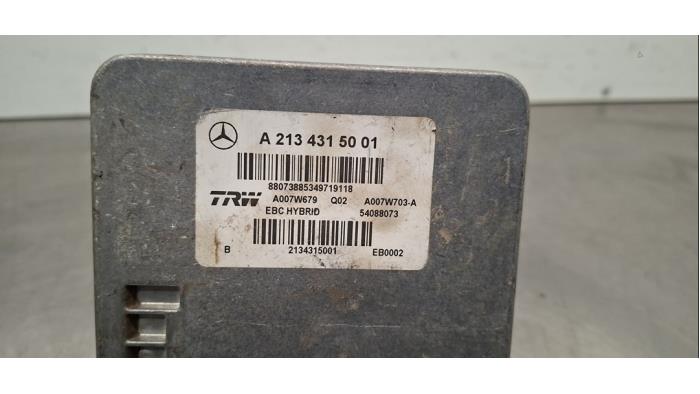 A 213 431 50 01
88073885349719118
TRW A007W679 Q02 A007W703-A
EBC HYBRID 54088073
B 2134315001 EB0002